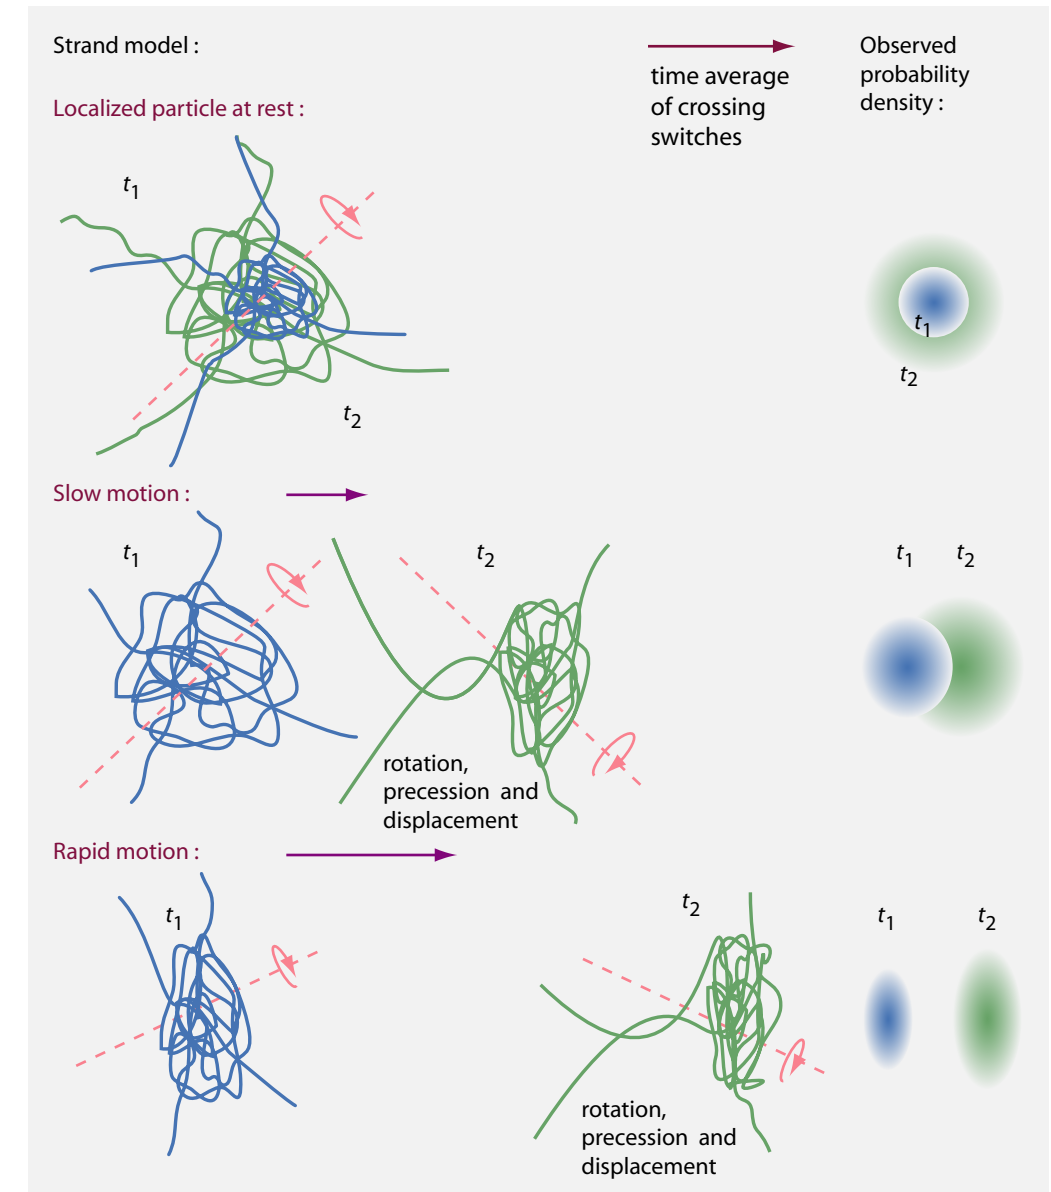 Strand model :
time average
of crossing
switches
Observed
probability
density :
Localized particle at rest :
t1
t2
t1
t2
Slow motion :
t1
t2
t1
t2
rotation,
precession and
displacement
Rapid motion :
t1
t2
t1
t2
rotation,
precession and
displacement